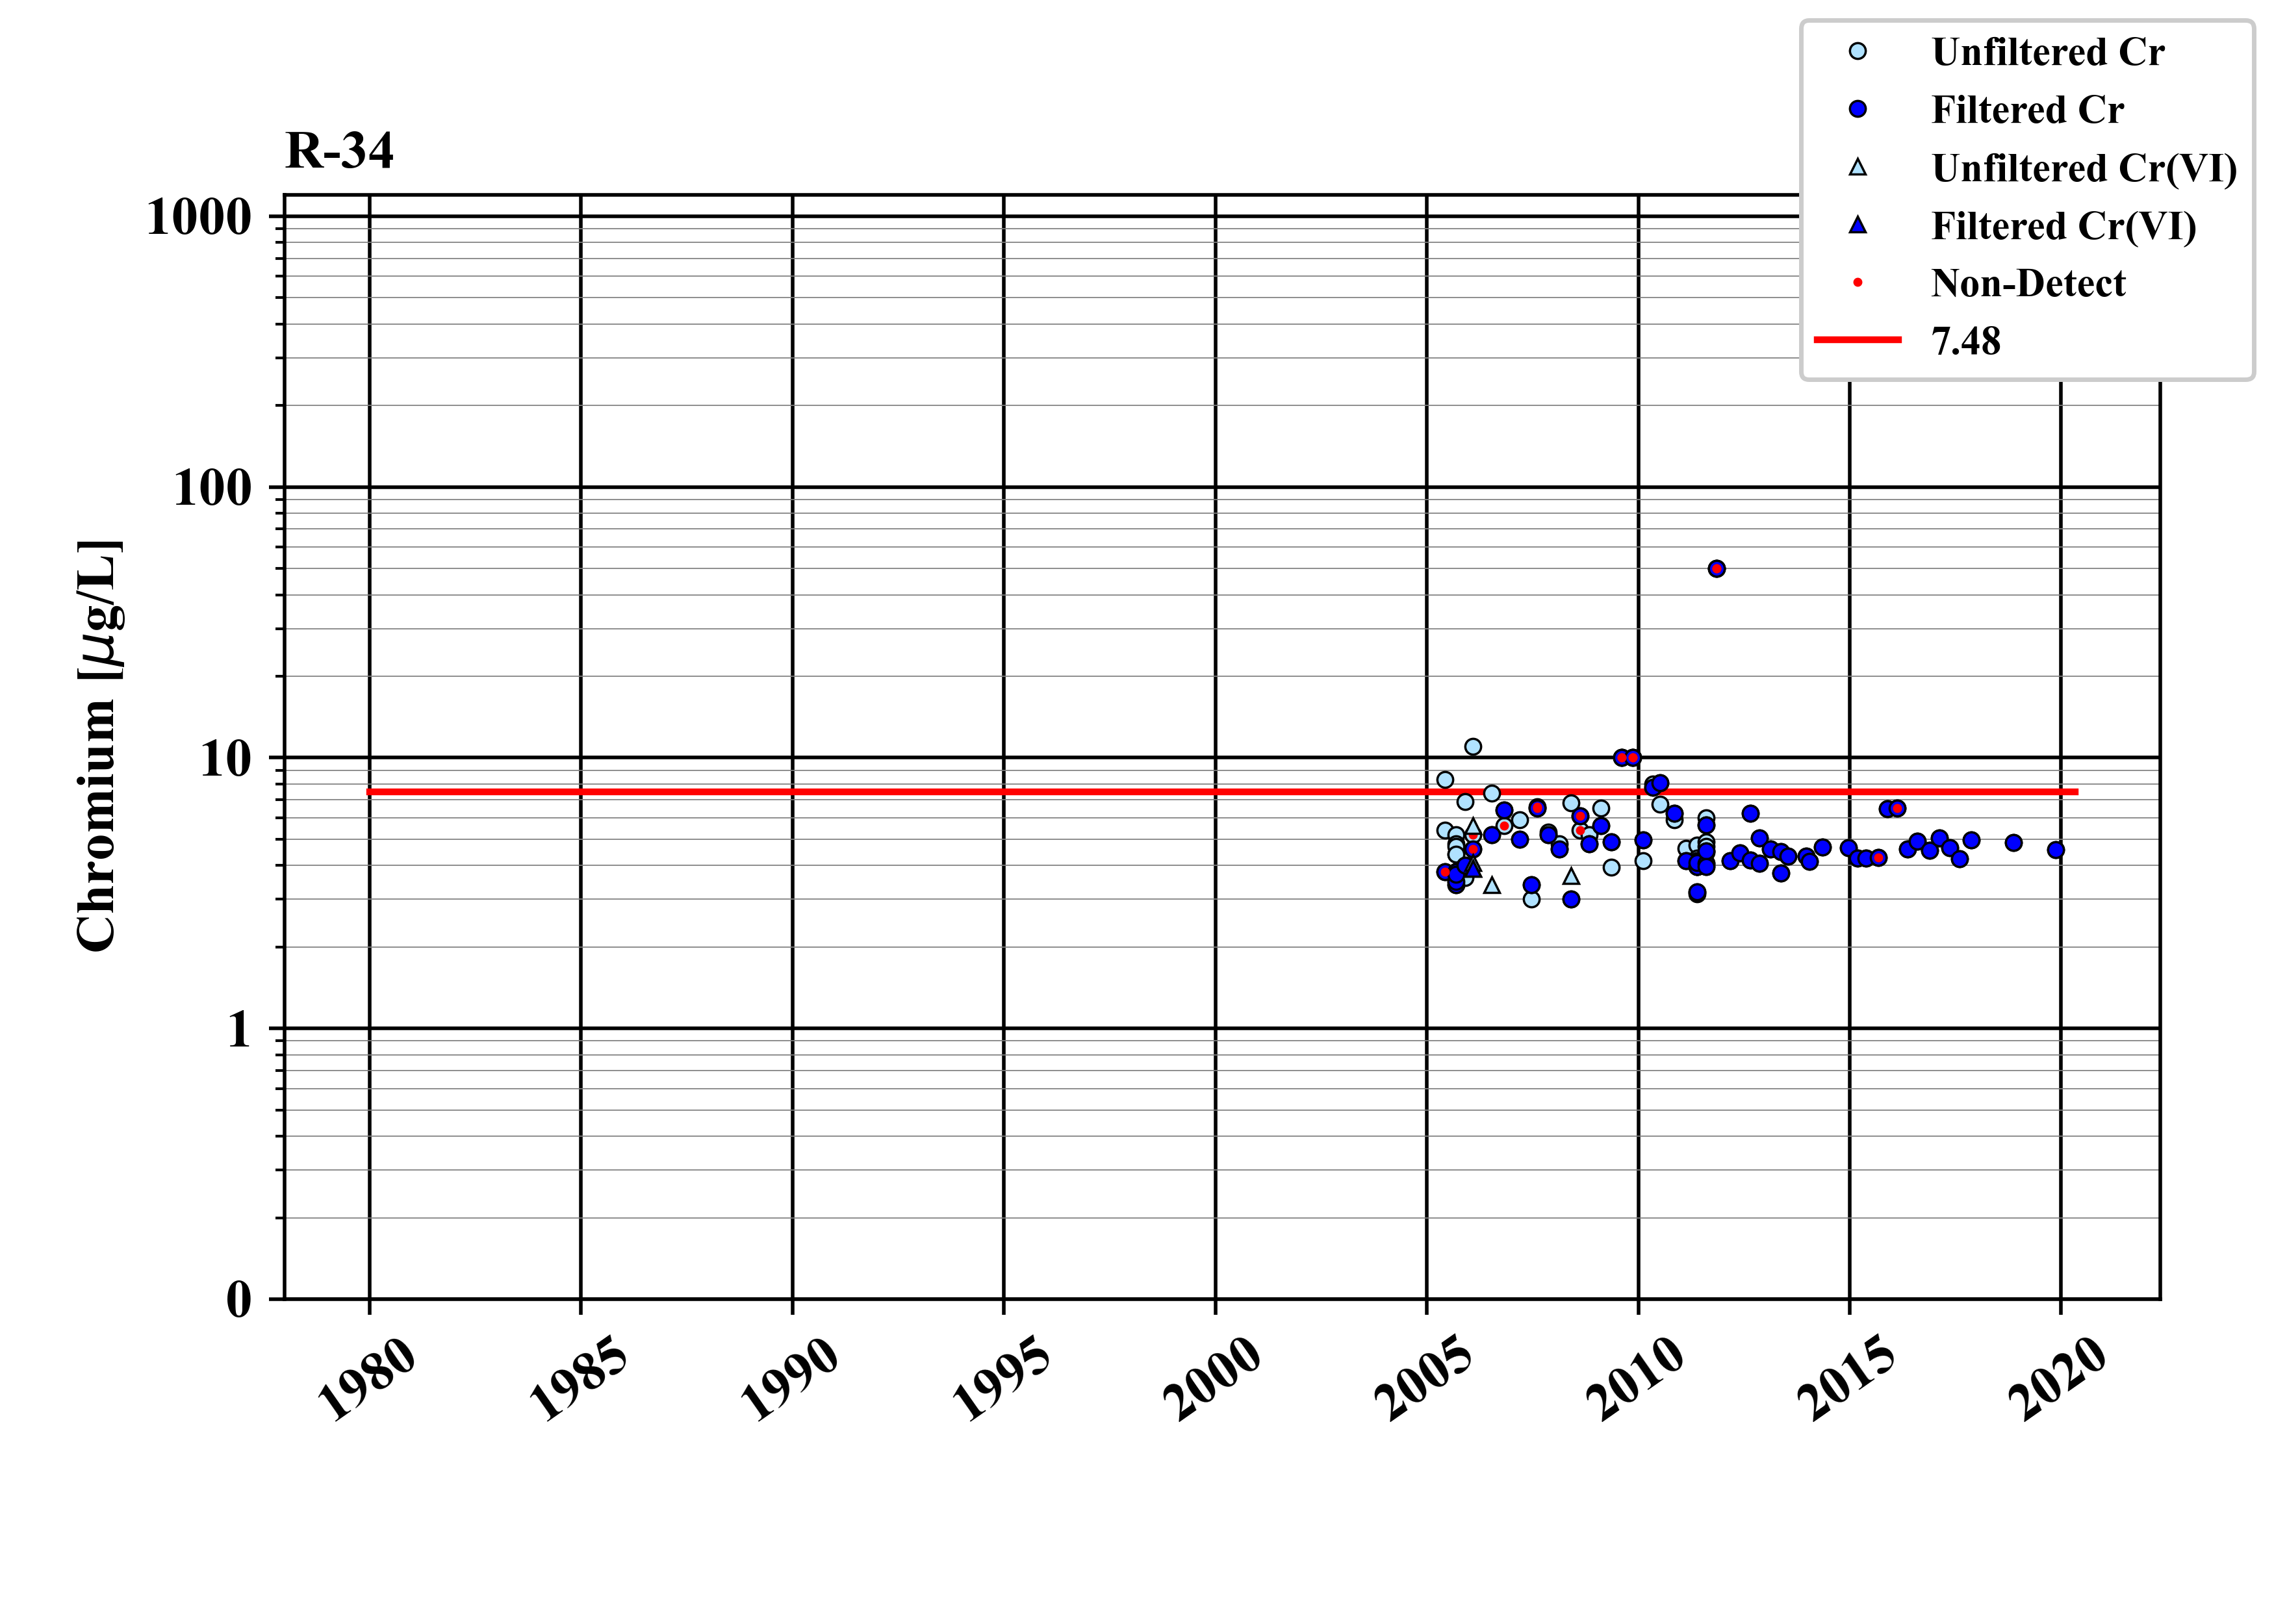 Unfiltered Cr
Filtered Cr
Unfiltered Cr(VI)
Filtered Cr(VI)
Non-Detect
7.48
R-34
1000
100
10
1
0
Chromium [μg/L]
1980
1985
1990
1995
2000
2005
2010
2015
2020